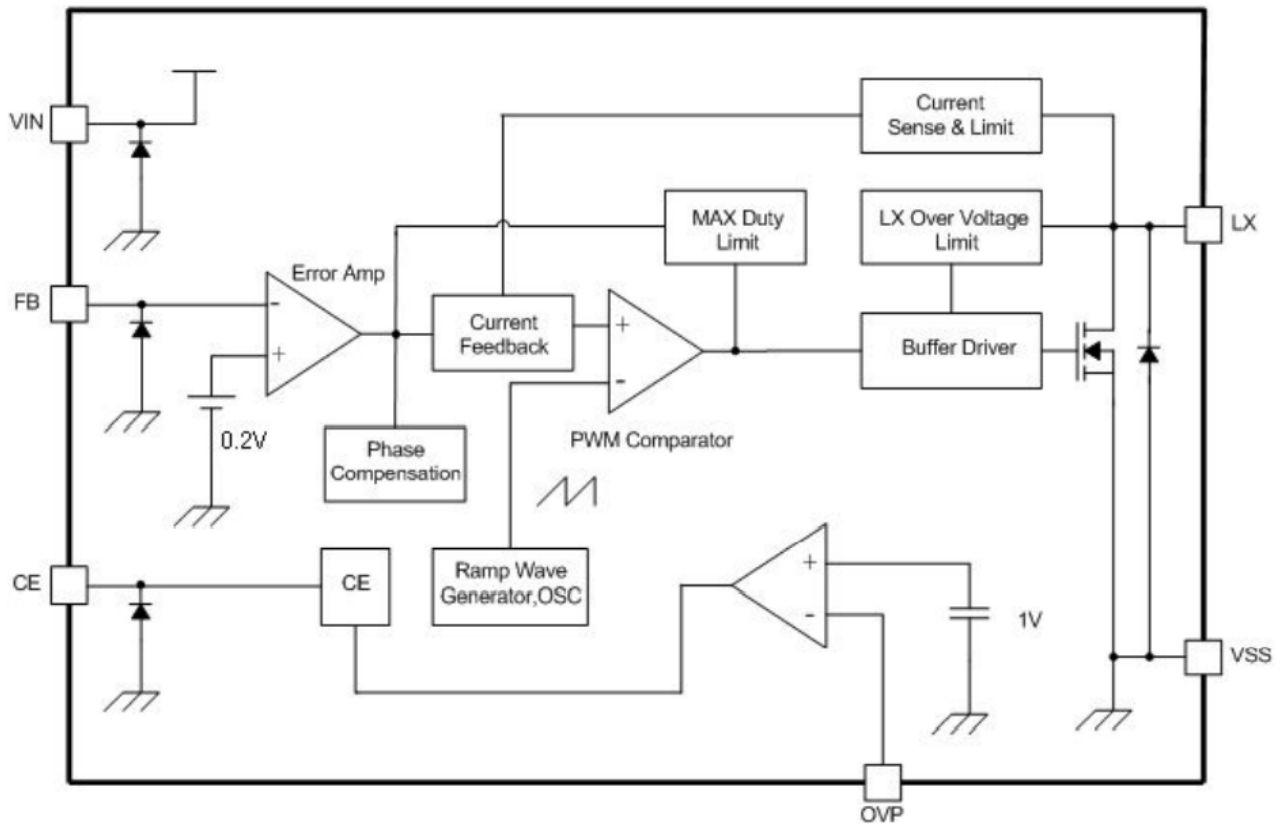 Current
Sense & Limit
VIN
MAX Duty
Limit
LX Over Voltage
Limit
LX
Error Amp
FB
-
+
Current
Feedback
+
-
Buffer Driver
0.2V
PWM Comparator
Phase
Compensation
CE
CE
Ramp Wave
Generator,OSC
+
-
1V
VSS
OVP